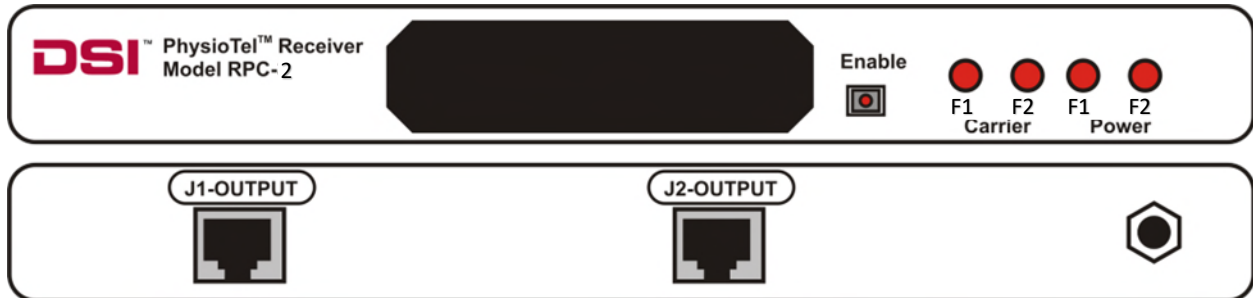 DSI™ PhysioTel™ Receiver
Model RPC-2
Enable
F1 F2 F1 F2
Carrier Power
J1-OUTPUT J2-OUTPUT